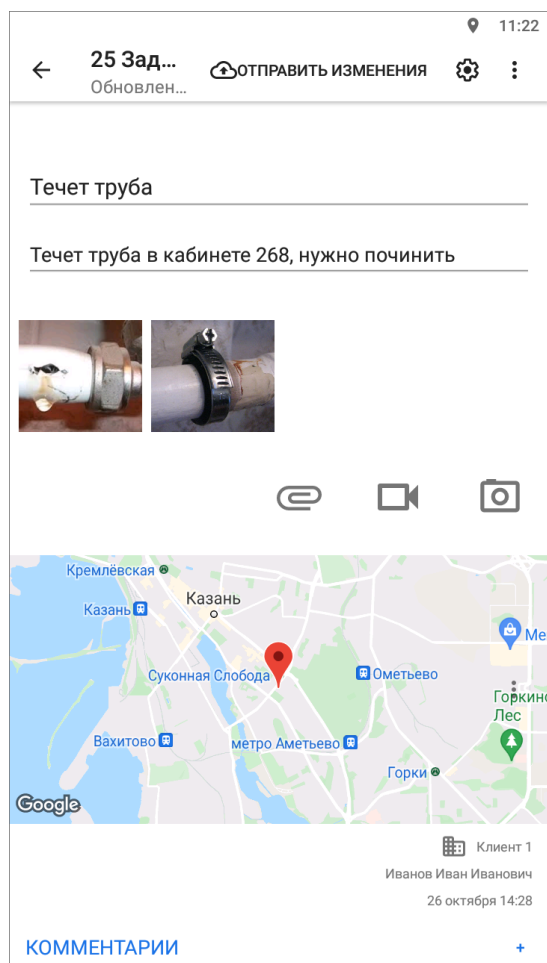 11:22
25 Зад...
Обновлен...
ОТПРАВИТЬ ИЗМЕНЕНИЯ
Течет труба
Течет труба в кабинете 268, нужно починить
Кремлёвская
Казань
Казань
Ме
Суконная Слобода
Ометьево
Горкинс
Лес
Вахитово
метро Аметьево
Горки
Google
Клиент 1
Иванов Иван Иванович
26 октября 14:28
КОММЕНТАРИИ +